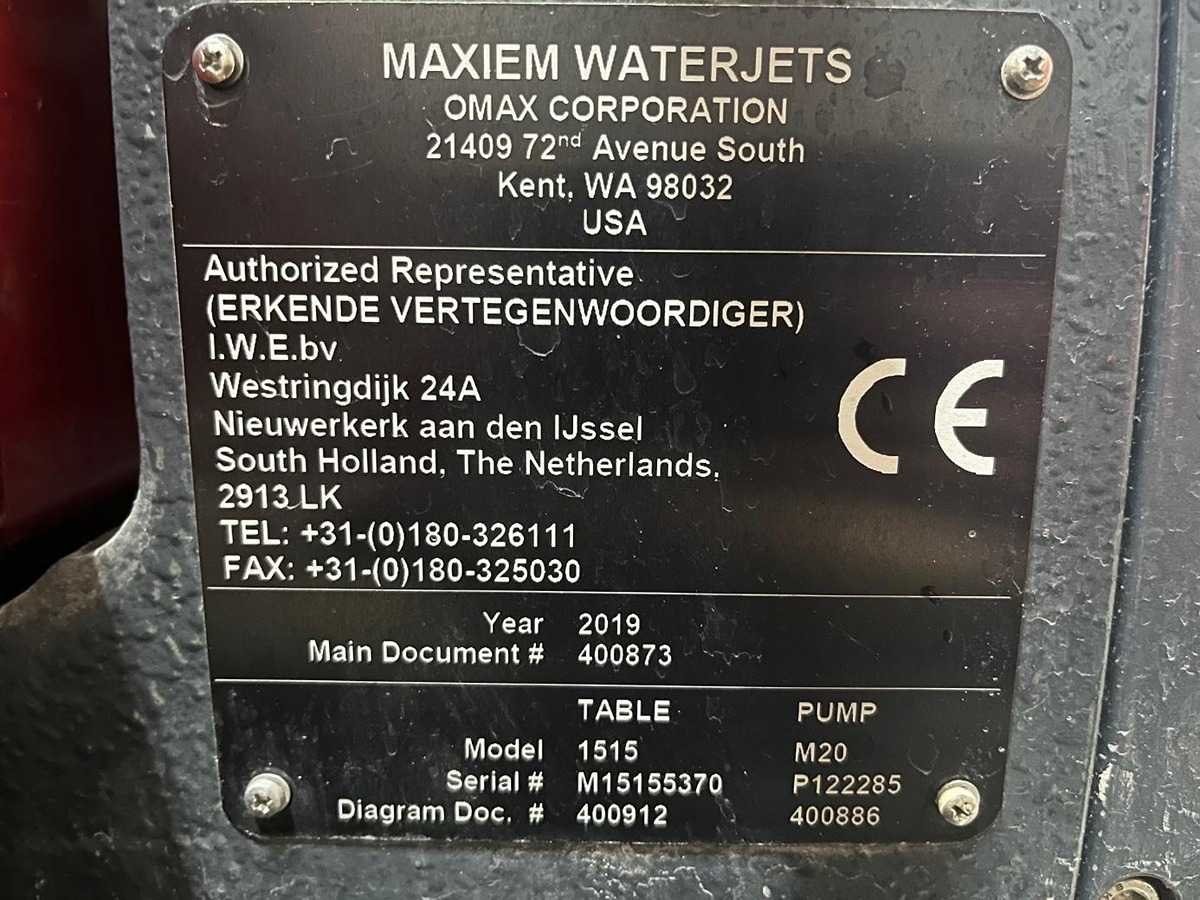 MAXIEM WATERJETS
OMAX CORPORATION
21409 72nd Avenue South
Kent, WA 98032
USA
Authorized Representative
(ERKENDE VERTEGENWOORDIGER)
I.W.E.bv
Westringdijk 24A
Nieuwerkerk aan den IJssel
South Holland, The Netherlands,
2913 LK
TEL: +31-(0)180-326111
FAX: +31-(0)180-325030
CE
Year 2019
Main Document # 400873
TABLE PUMP
Model 1515 M20
Serial # M15155370 P122285
Diagram Doc. # 400912 400886